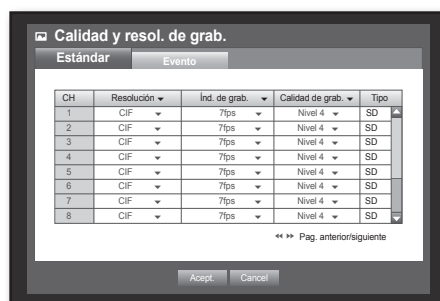 Calidad y resol. de grab.
Estándar Evento
CH Resolución Índ. de grab. Calidad de grab. Tipo
1 CIF 7fps Nivel 4 SD
2 CIF 7fps Nivel 4 SD
3 CIF 7fps Nivel 4 SD
4 CIF 7fps Nivel 4 SD
5 CIF 7fps Nivel 4 SD
6 CIF 7fps Nivel 4 SD
7 CIF 7fps Nivel 4 SD
8 CIF 7fps Nivel 4 SD
Pag. anterior/siguiente
Acept. Cancel